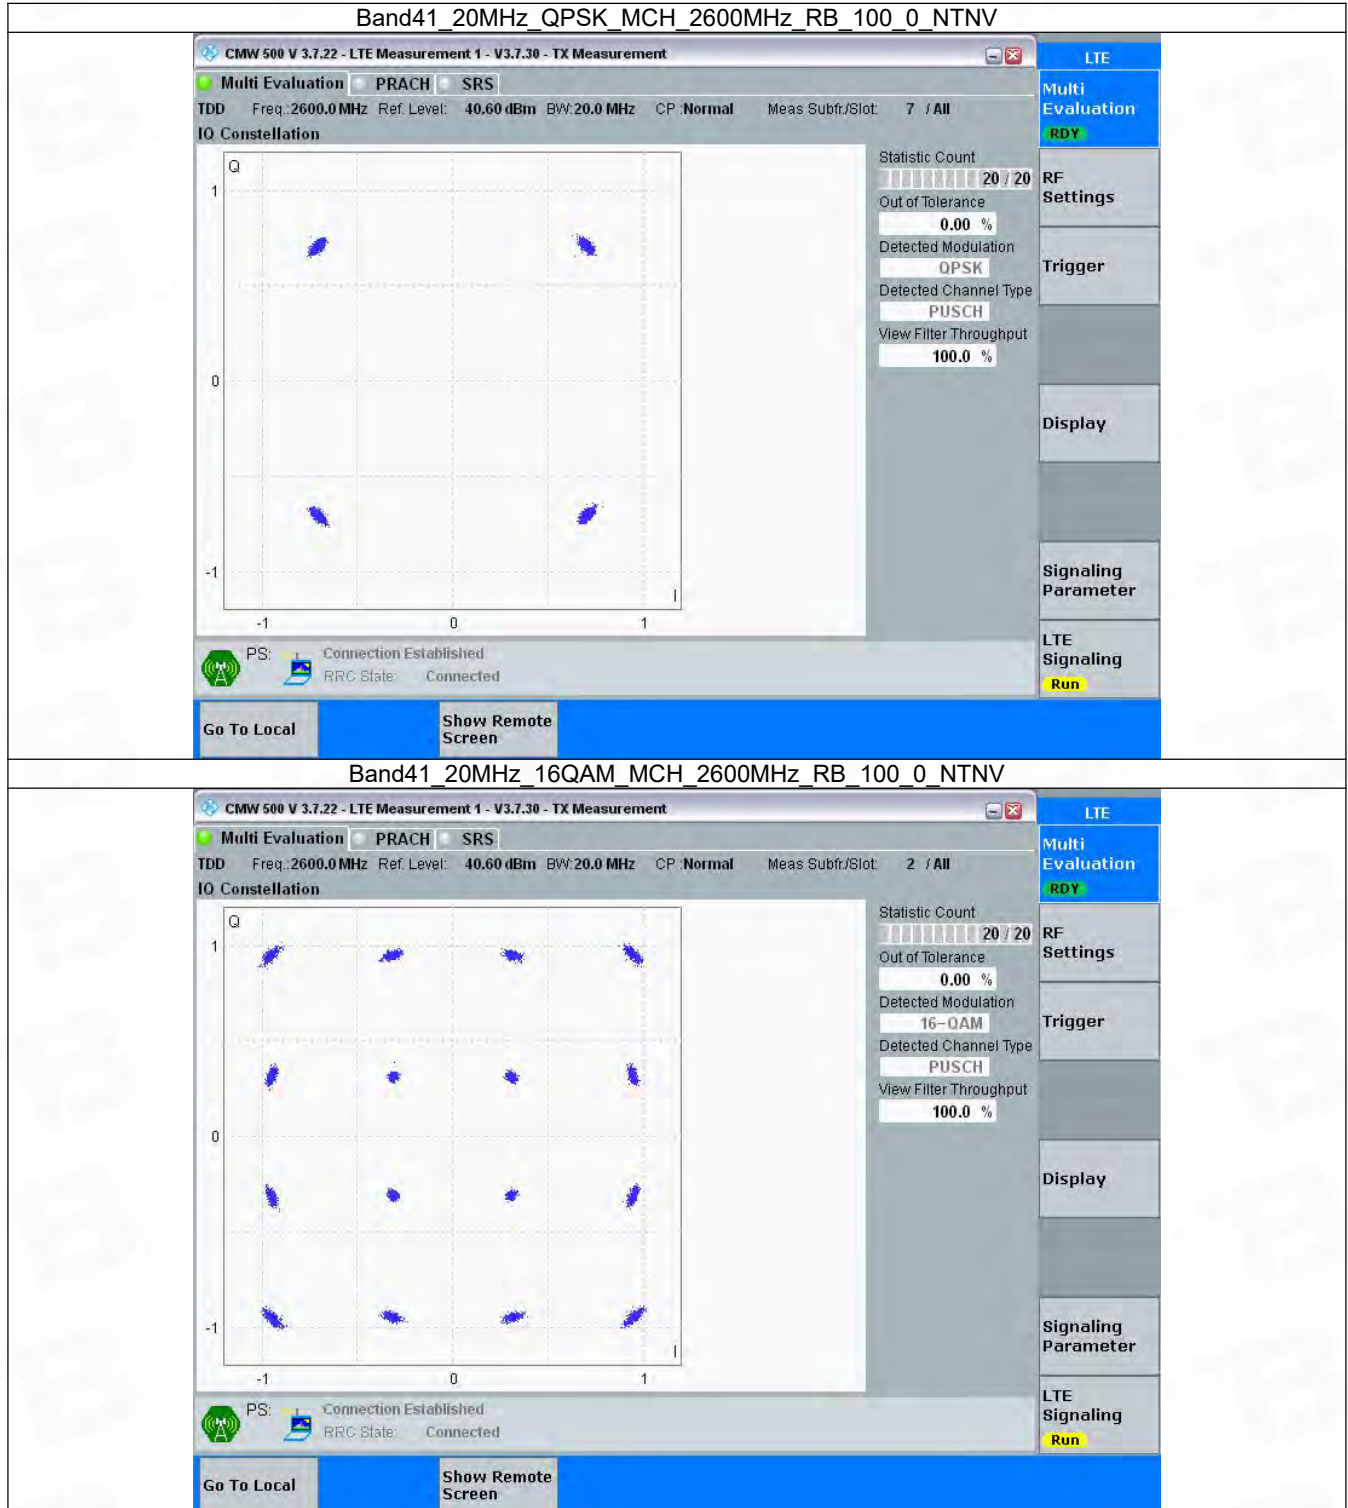 Band41_20MHz_QPSK_MCH_2600MHz_RB_100_0_NTNV
CMW 500 V 3.7.22 - LTE Measurement 1 - V3.7.30 - TX Measurement
LTE
Multi Evaluation PRACH SRS
Multi
Evaluation
RDY
TDD Freq.:2600.0 MHz Ref. Level: 40.60 dBm BW:20.0 MHz CP :Normal Meas Subfr./Slot: 7 / All
IQ Constellation
Q
1
0
-1
-1 0 1
I
Statistic Count
20 / 20
Out of Tolerance
0.00 %
Detected Modulation
QPSK
Detected Channel Type
PUSCH
View Filter Throughput
100.0 %
RF
Settings
Trigger
Display
Signaling
Parameter
LTE
Signaling
Run
PS: Connection Established
RRC State: Connected
Go To Local
Show Remote
Screen
Band41_20MHz_16QAM_MCH_2600MHz_RB_100_0_NTNV
CMW 500 V 3.7.22 - LTE Measurement 1 - V3.7.30 - TX Measurement
LTE
Multi Evaluation PRACH SRS
Multi
Evaluation
RDY
TDD Freq.:2600.0 MHz Ref. Level: 40.60 dBm BW:20.0 MHz CP :Normal Meas Subfr./Slot: 2 / All
IQ Constellation
Q
1
0
-1
-1 0 1
I
Statistic Count
20 / 20
Out of Tolerance
0.00 %
Detected Modulation
16-QAM
Detected Channel Type
PUSCH
View Filter Throughput
100.0 %
RF
Settings
Trigger
Display
Signaling
Parameter
LTE
Signaling
Run
PS: Connection Established
RRC State: Connected
Go To Local
Show Remote
Screen